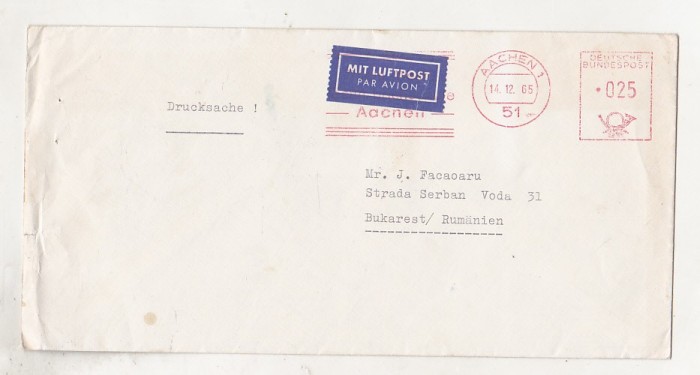 DEUTSCHE
BUNDESPOST
025
AACHEN 1
14. 12. 65
51
MIT LUFTPOST
PAR AVION
Aachen
Drucksache !
Mr. J. Facaoaru
Strada Serban Voda 31
Bukarest/ Rumänien